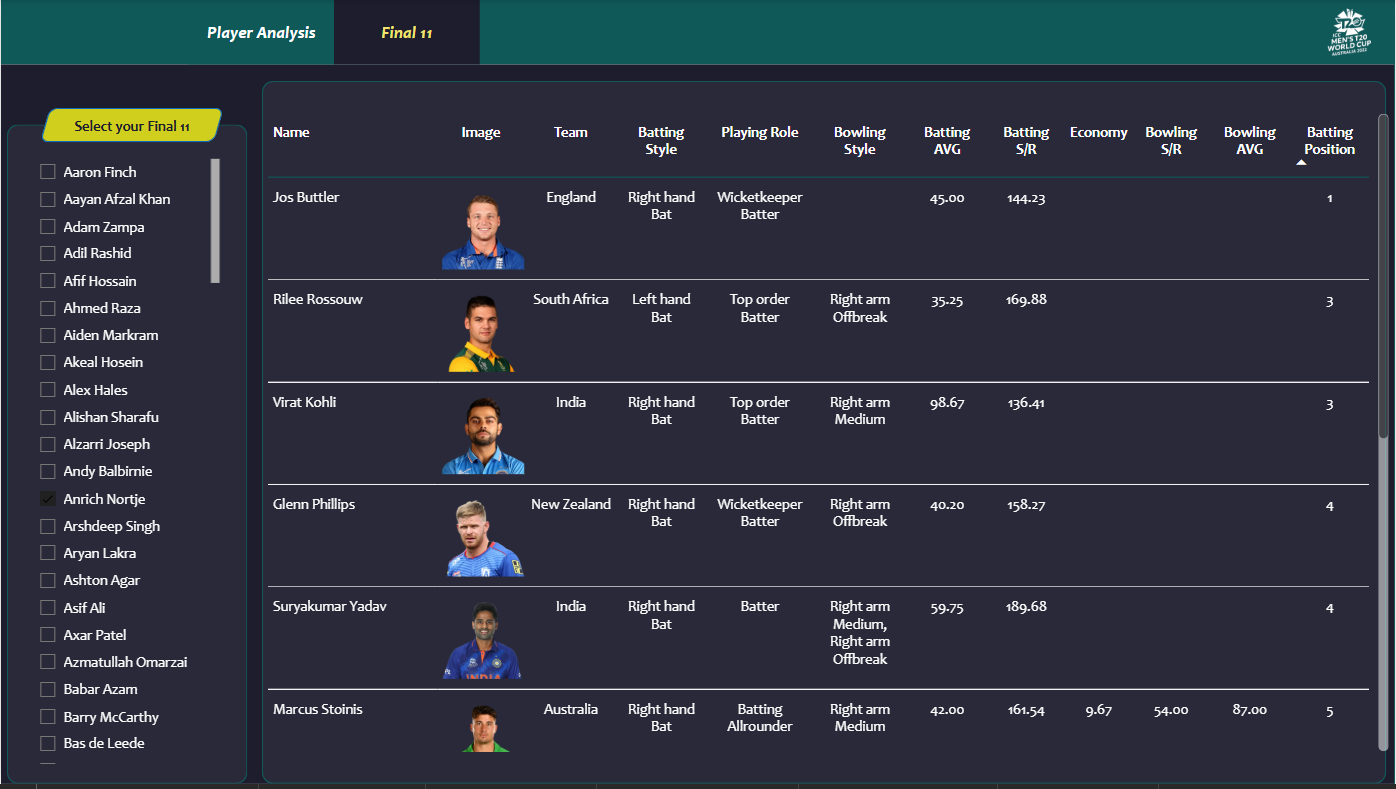 Player Analysis
Final 11
ICC
MEN'S T20
WORLD CUP
AUSTRALIA 2022
Select your Final 11
Aaron Finch
Aayan Afzal Khan
Adam Zampa
Adil Rashid
Afif Hossain
Ahmed Raza
Aiden Markram
Akeal Hosein
Alex Hales
Alishan Sharafu
Alzarri Joseph
Andy Balbirnie
Anrich Nortje
Arshdeep Singh
Aryan Lakra
Ashton Agar
Asif Ali
Axar Patel
Azmatullah Omarzai
Babar Azam
Barry McCarthy
Bas de Leede
Name Image Team Batting Playing Role Bowling Batting Batting Economy Bowling Bowling Batting
Style Style AVG S/R S/R AVG Position
Jos Buttler England Right hand Wicketkeeper 45.00 144.23 1
Bat Batter
Rilee Rossouw South Africa Left hand Top order Right arm 35.25 169.88 3
Bat Batter Offbreak
Virat Kohli India Right hand Top order Right arm 98.67 136.41 3
Bat Batter Medium
Glenn Phillips New Zealand Right hand Wicketkeeper Right arm 40.20 158.27 4
Bat Batter Offbreak
Suryakumar Yadav India Right hand Batter Right arm 59.75 189.68 4
Bat Medium,
Right arm
Offbreak
INDIA
Marcus Stoinis Australia Right hand Batting Right arm 42.00 161.54 9.67 54.00 87.00 5
Bat Allrounder Medium